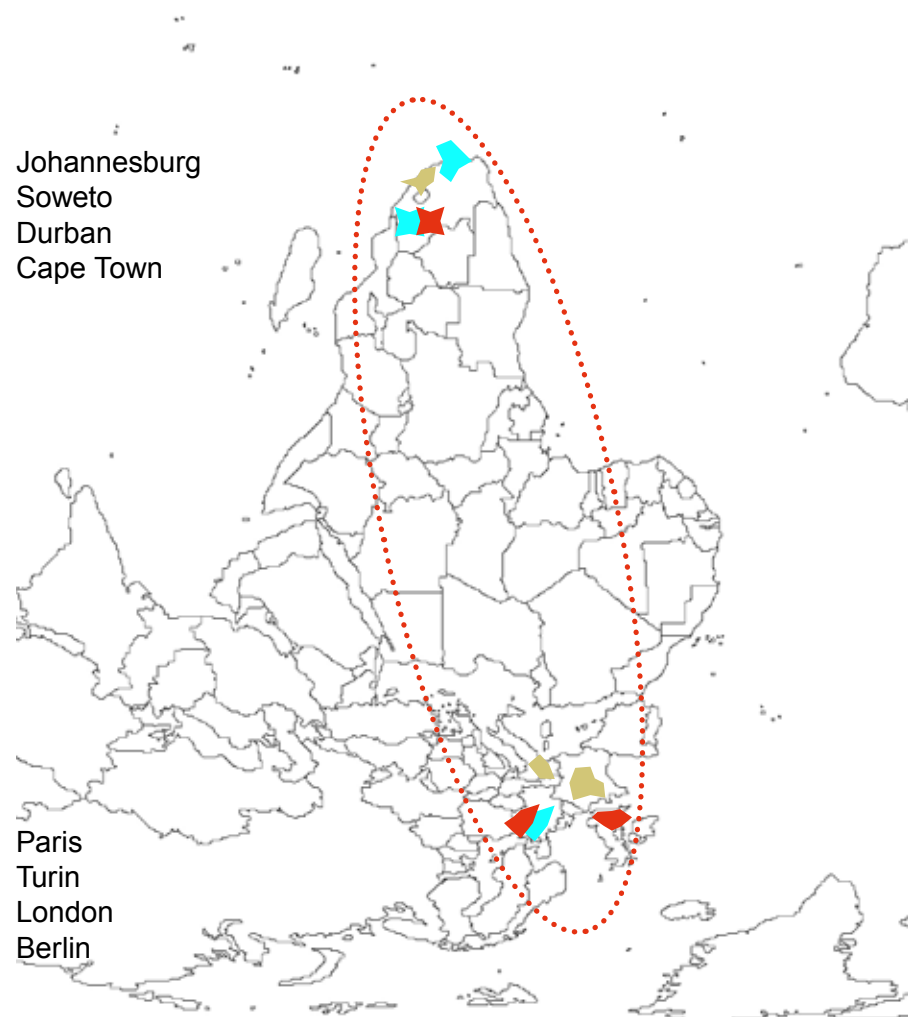 Johannesburg
Soweto
Durban
Cape Town
Paris
Turin
London
Berlin